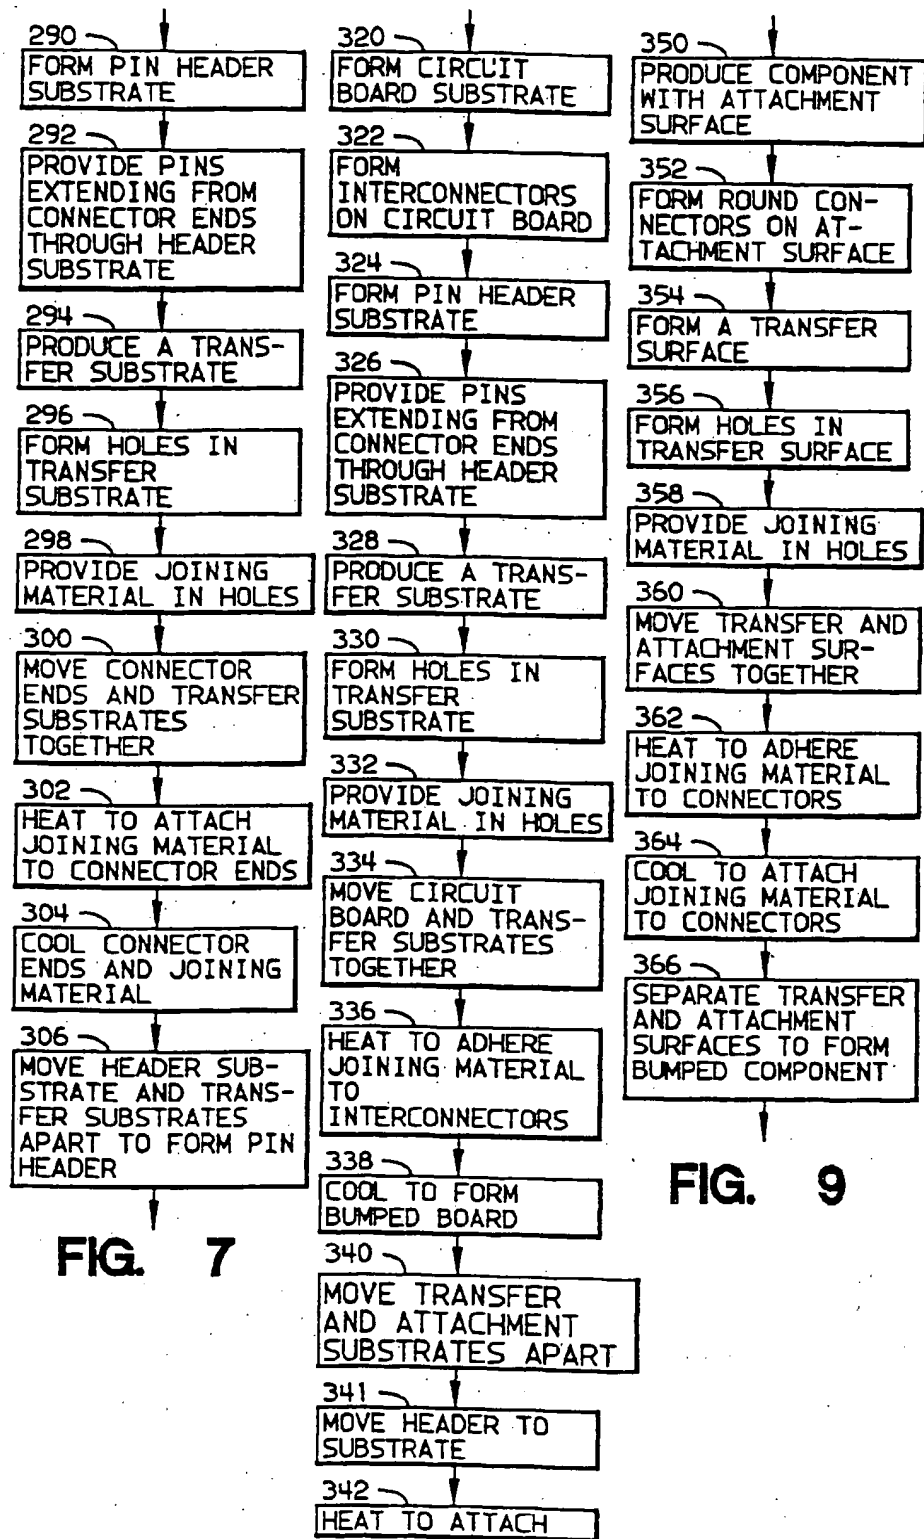 290
FORM PIN HEADER
SUBSTRATE
292
PROVIDE PINS
EXTENDING FROM
CONNECTOR ENDS
THROUGH HEADER
SUBSTRATE
294
PRODUCE A TRANS-
FER SUBSTRATE
296
FORM HOLES IN
TRANSFER
SUBSTRATE
298
PROVIDE JOINING
MATERIAL IN HOLES
300
MOVE CONNECTOR
ENDS AND TRANSFER
SUBSTRATES
TOGETHER
302
HEAT TO ATTACH
JOINING MATERIAL
TO CONNECTOR ENDS
304
COOL CONNECTOR
ENDS AND JOINING
MATERIAL
306
MOVE HEADER SUB-
STRATE AND TRANS-
FER SUBSTRATES
APART TO FORM PIN
HEADER
FIG. 7
320
FORM CIRCUIT
BOARD SUBSTRATE
322
FORM
INTERCONNECTORS
ON CIRCUIT BOARD
324
FORM PIN HEADER
SUBSTRATE
326
PROVIDE PINS
EXTENDING FROM
CONNECTOR ENDS
THROUGH HEADER
SUBSTRATE
328
PRODUCE A TRANS-
FER SUBSTRATE
330
FORM HOLES IN
TRANSFER
SUBSTRATE
332
PROVIDE JOINING
MATERIAL IN HOLES
334
MOVE CIRCUIT
BOARD AND TRANS-
FER SUBSTRATES
TOGETHER
336
HEAT TO ADHERE
JOINING MATERIAL
TO
INTERCONNECTORS
338
COOL TO FORM
BUMPED BOARD
340
MOVE TRANSFER
AND ATTACHMENT
SUBSTRATES APART
341
MOVE HEADER TO
SUBSTRATE
342
HEAT TO ATTACH
350
PRODUCE COMPONENT
WITH ATTACHMENT
SURFACE
352
FORM ROUND CON-
NECTORS ON AT-
TACHMENT SURFACE
354
FORM A TRANSFER
SURFACE
356
FORM HOLES IN
TRANSFER SURFACE
358
PROVIDE JOINING
MATERIAL IN HOLES
360
MOVE TRANSFER AND
ATTACHMENT SUR-
FACES TOGETHER
362
HEAT TO ADHERE
JOINING MATERIAL
TO CONNECTORS
364
COOL TO ATTACH
JOINING MATERIAL
TO CONNECTORS
366
SEPARATE TRANSFER
AND ATTACHMENT
SURFACES TO FORM
BUMPED COMPONENT
FIG. 9